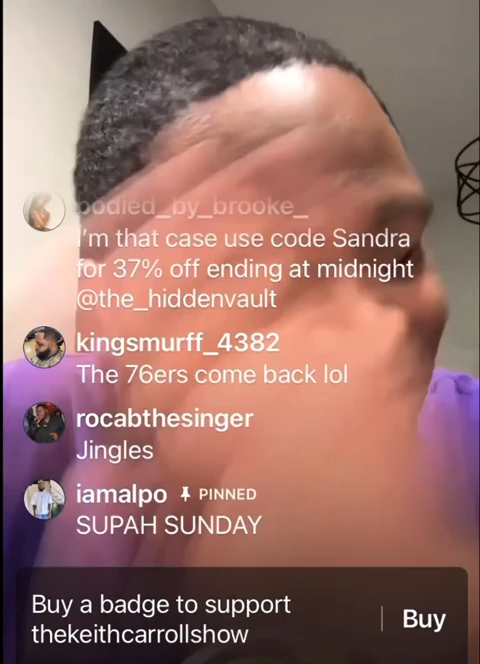 bodied_by_brooke_
I'm that case use code Sandra
for 37% off ending at midnight
@the_hiddenvault
kingsmurff_4382
The 76ers come back lol
rocabthesinger
Jingles
iamalpo PINNED
SUPAH SUNDAY
Buy a badge to support
thekeithcarrollshow
Buy